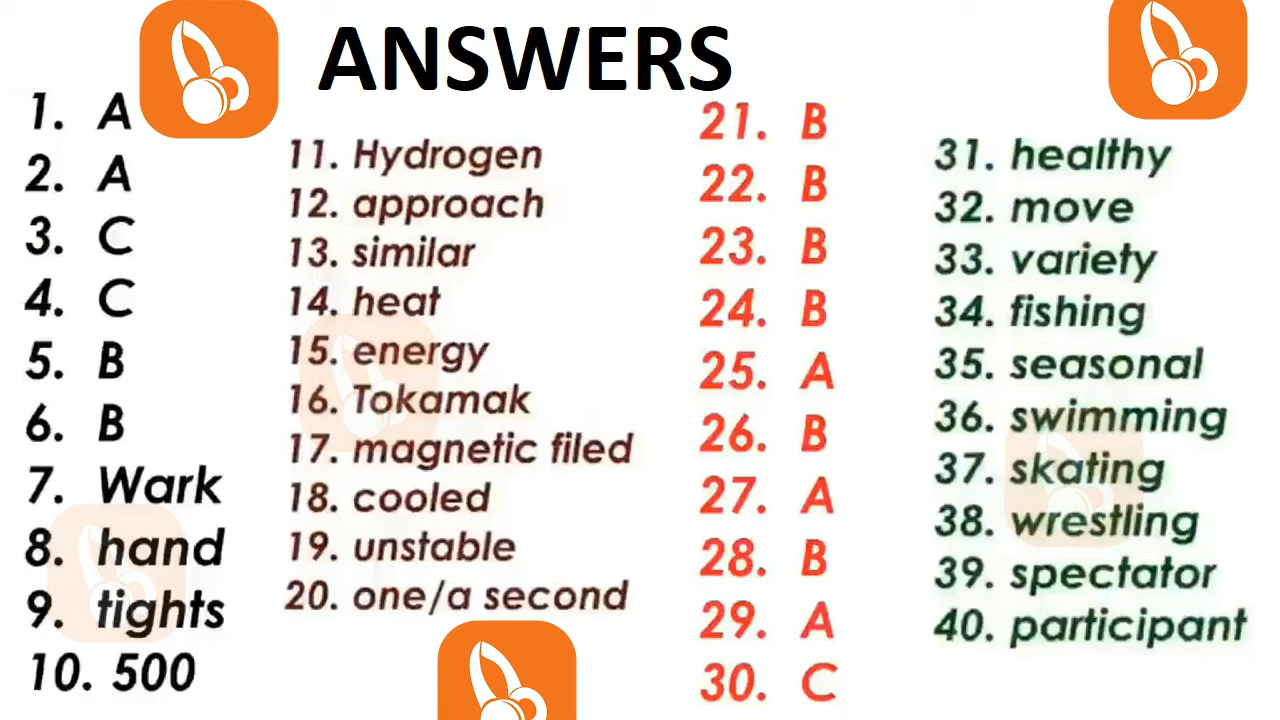 ANSWERS
1. A
2. A
3. C
4. C
5. B
6. B
7. Wark
8. hand
9. tights
10. 500
11. Hydrogen
12. approach
13. similar
14. heat
15. energy
16. Tokamak
17. magnetic filed
18. cooled
19. unstable
20. one/a second
21. B
22. B
23. B
24. B
25. A
26. B
27. A
28. B
29. A
30. C
31. healthy
32. move
33. variety
34. fishing
35. seasonal
36. swimming
37. skating
38. wrestling
39. spectator
40. participant